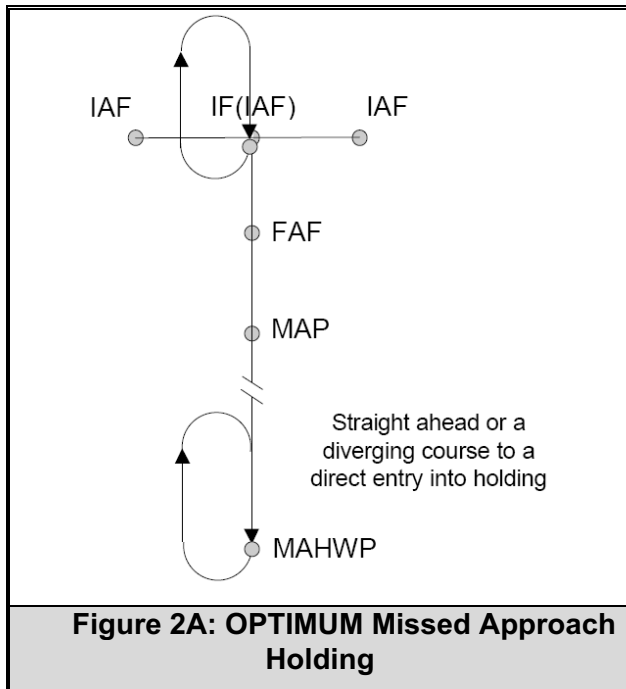 IAF
IF(IAF)
IAF
FAF
MAP
Straight ahead or a
diverging course to a
direct entry into holding
MAHWP
Figure 2A: OPTIMUM Missed Approach
Holding